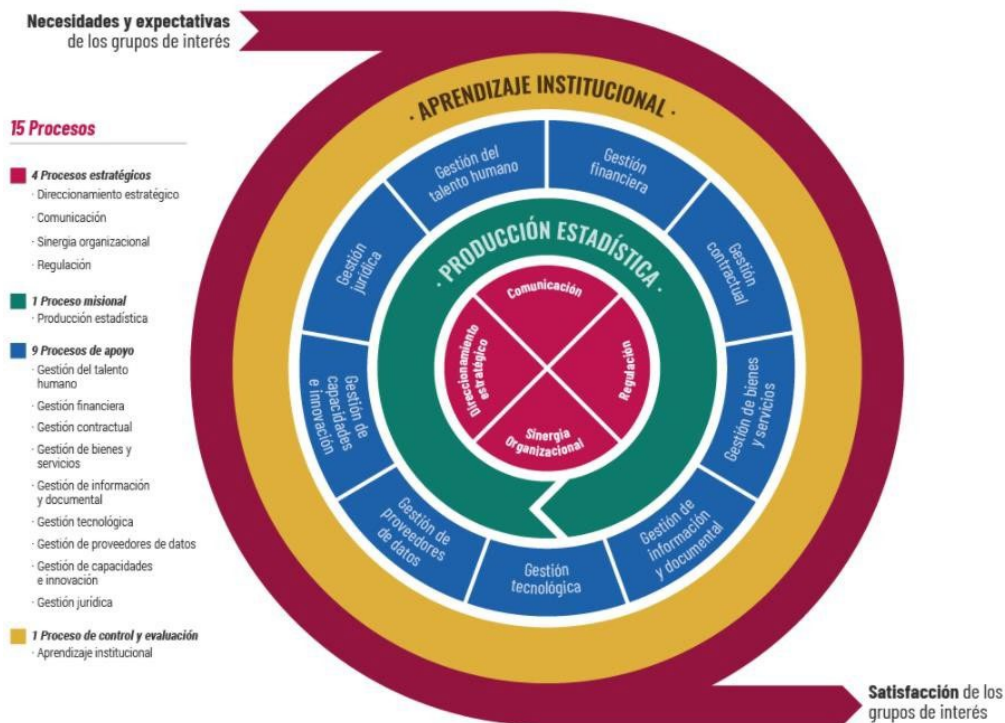 Necesidades y expectativas
de los grupos de interés
15 Procesos
4 Procesos estratégicos
· Direccionamiento estratégico
· Comunicación
· Sinergia organizacional
· Regulación
1 Proceso misional
· Producción estadística
9 Procesos de apoyo
· Gestión del talento
humano
· Gestión financiera
· Gestión contractual
· Gestión de bienes y
servicios
· Gestión de información
y documental
· Gestión tecnológica
· Gestión de proveedores de datos
· Gestión de capacidades
e innovación
· Gestión jurídica
1 Proceso de control y evaluación
· Aprendizaje institucional
· APRENDIZAJE INSTITUCIONAL ·
Gestión del
talento humano
Gestión
financiera
Gestión
contractual
Gestión de bienes
y servicios
Gestión de
información
y documental
Gestión
tecnológica
Gestión de
proveedores
de datos
Gestión de
capacidades
e innovación
Gestión
jurídica
· PRODUCCIÓN ESTADÍSTICA ·
Comunicación
Regulación
Sinergia
Organizacional
Direccionamiento
estratégico
Satisfacción de los
grupos de interés